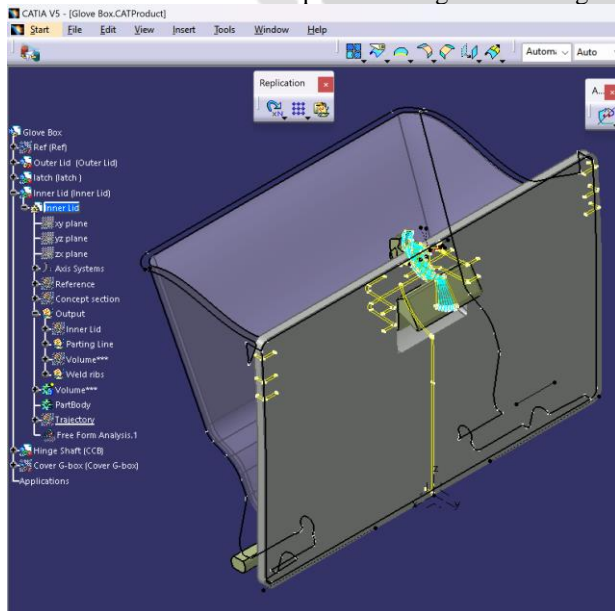 CATIA V5 - [Glove Box.CATProduct]
Start File Edit View Insert Tools Window Help
Autom Auto
Replication
A...
Glove Box
Ref (Ref)
Outer Lid (Outer Lid)
latch (latch )
Inner Lid (Inner Lid)
Inner Lid
xy plane
yz plane
zx plane
Axis Systems
Reference
Concept section
Output
Inner Lid
Parting Line
Volume***
Weld ribs
Volume***
PartBody
Trajectory
Free Form Analysis.1
Hinge Shaft (CCB)
Cover G-box (Cover G-box)
Applications
z